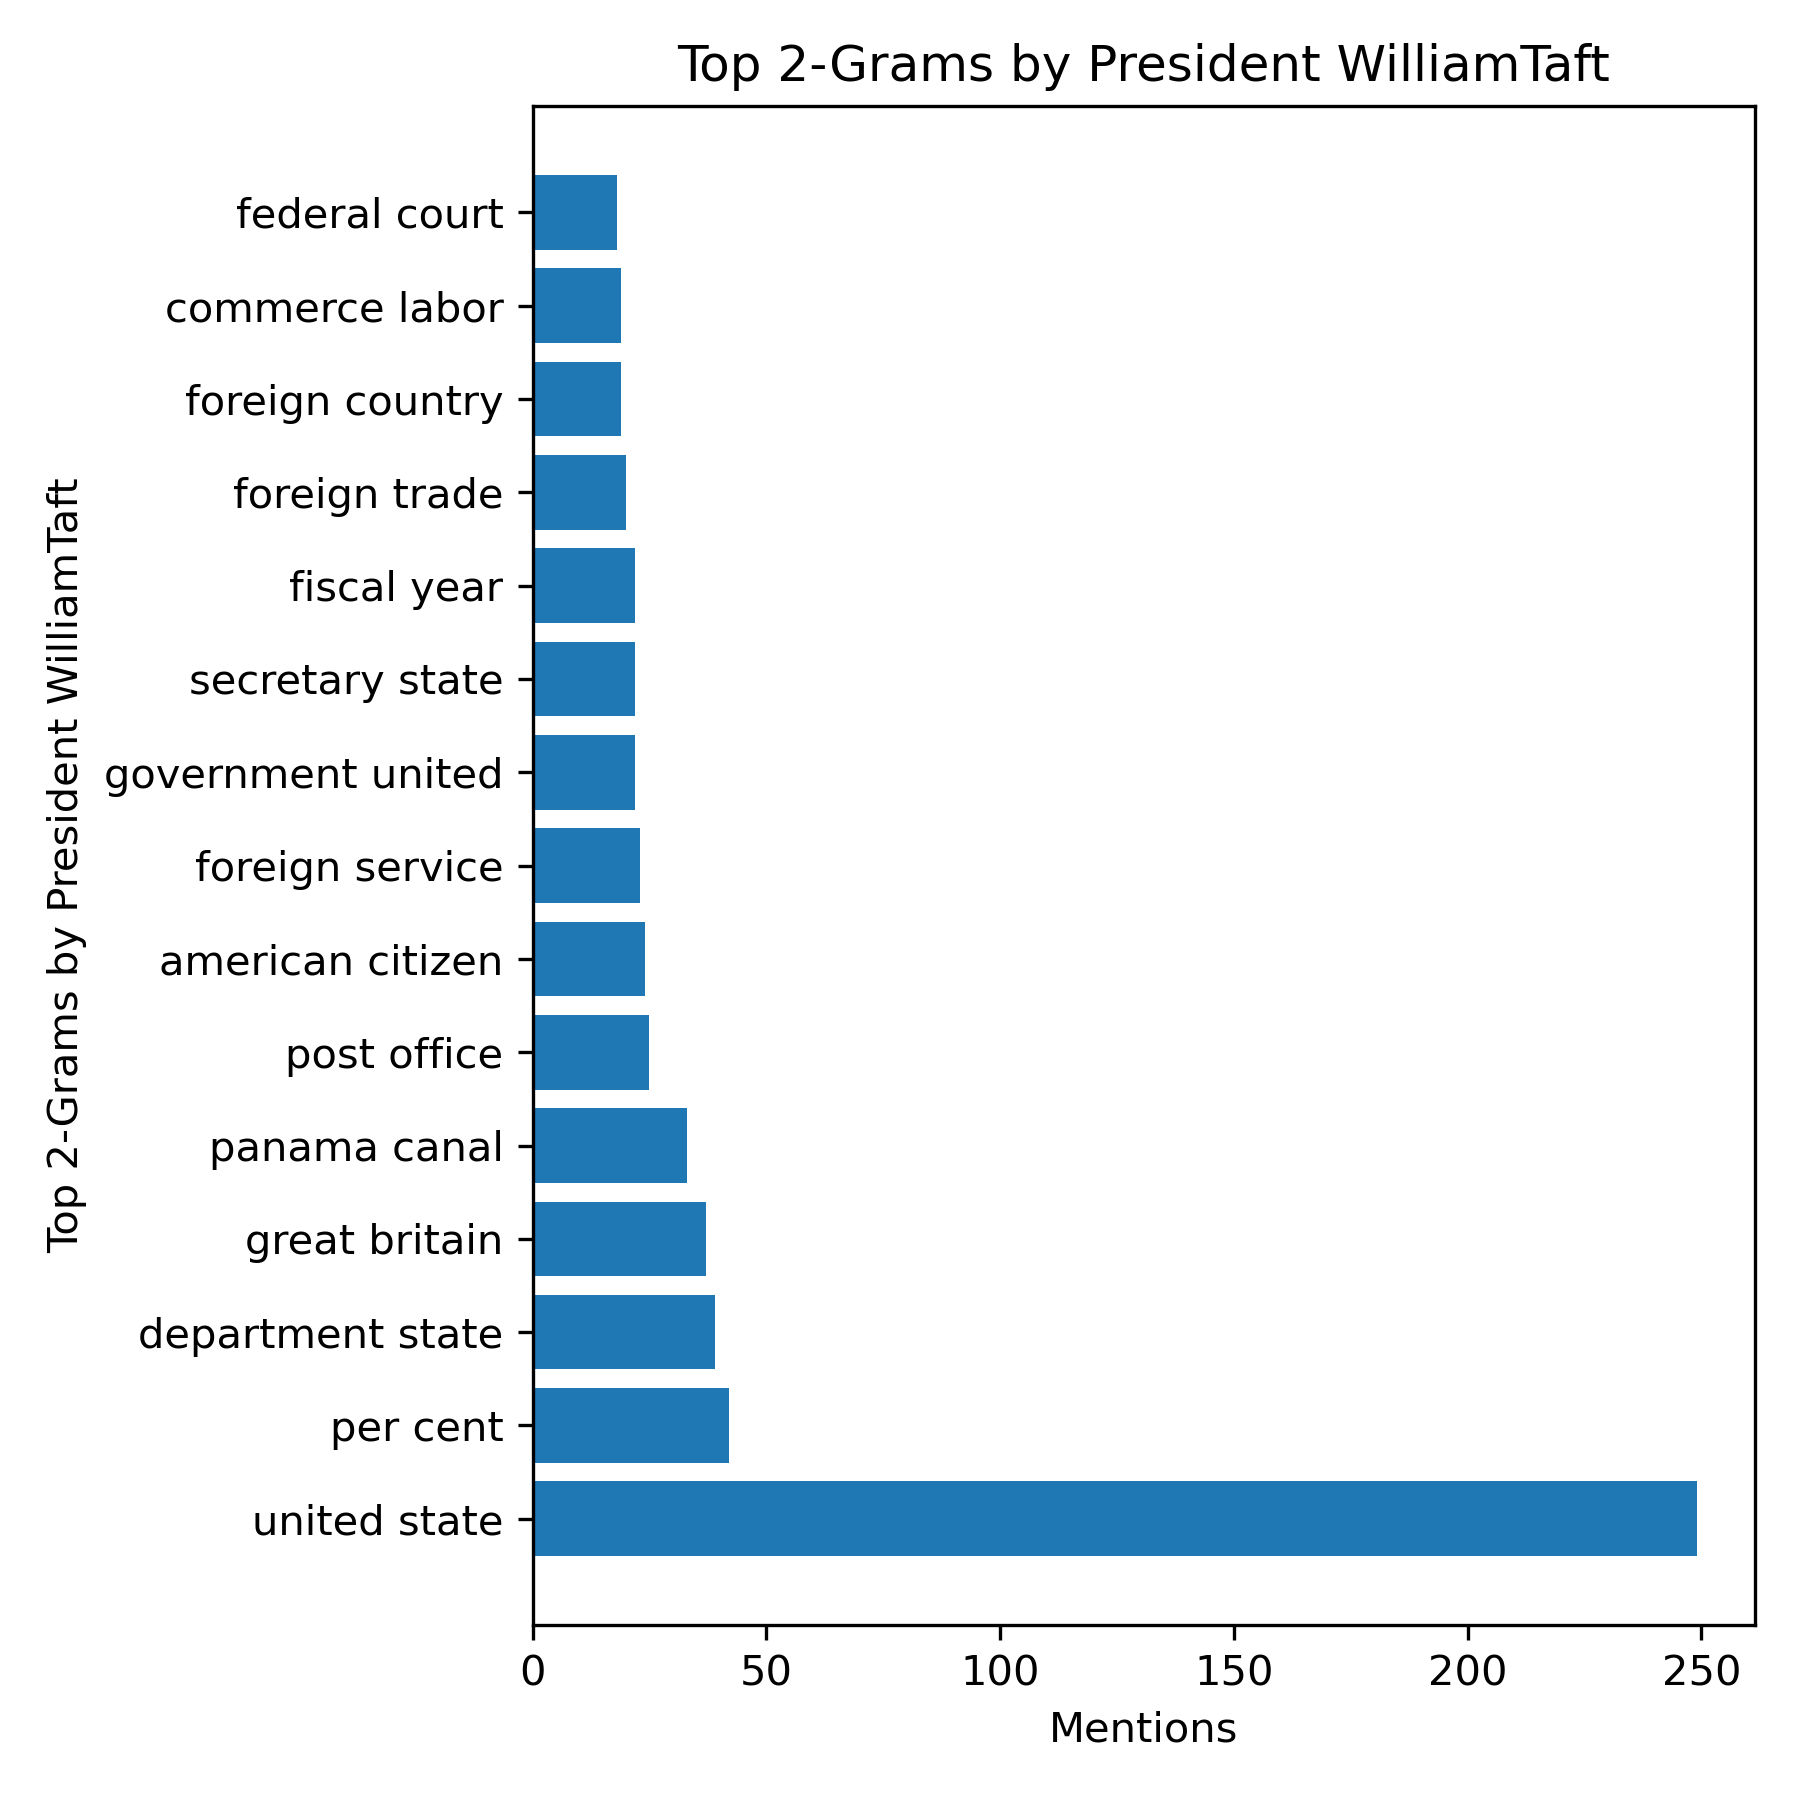 Top 2-Grams by President WilliamTaft
Top 2-Grams by President WilliamTaft
federal court
commerce labor
foreign country
foreign trade
fiscal year
secretary state
government united
foreign service
american citizen
post office
panama canal
great britain
department state
per cent
united state
0 50 100 150 200 250
Mentions